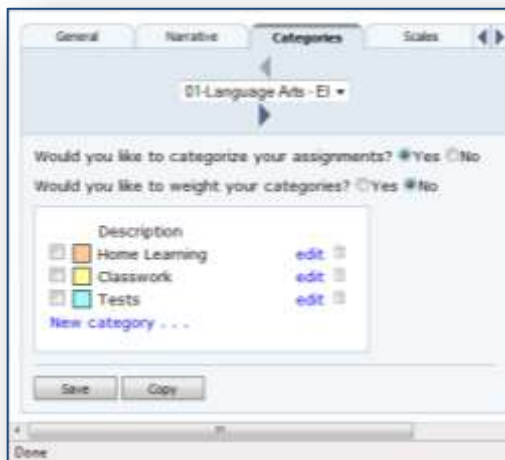 General Narrative Categories Scales
01-Language Arts - El
Would you like to categorize your assignments? Yes No
Would you like to weight your categories? Yes No
Description
Home Learning edit
Classwork edit
Tests edit
New category . . .
Save Copy
Done